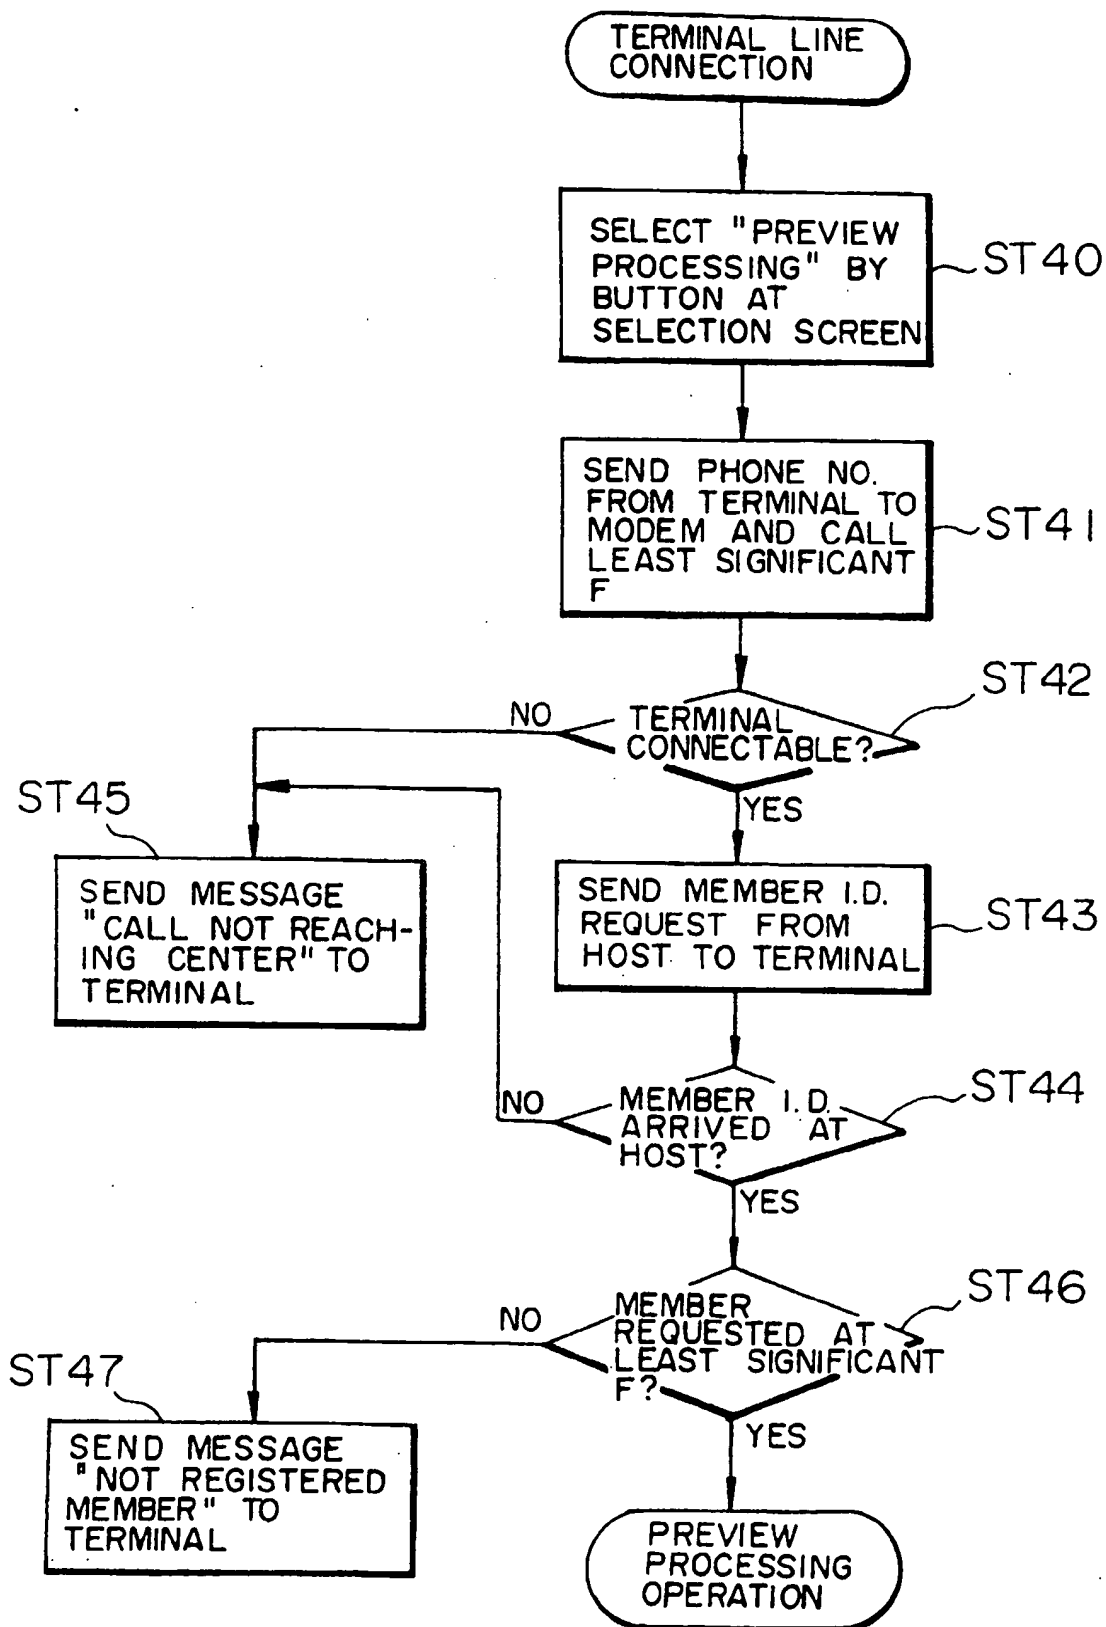 TERMINAL LINE
CONNECTION
SELECT "PREVIEW
PROCESSING" BY
BUTTON AT
SELECTION SCREEN
ST40
SEND PHONE NO.
FROM TERMINAL TO
MODEM AND CALL
LEAST SIGNIFICANT
F
ST41
TERMINAL
CONNECTABLE?
ST42
NO
YES
ST45
SEND MESSAGE
"CALL NOT REACH-
ING CENTER" TO
TERMINAL
SEND MEMBER I.D.
REQUEST FROM
HOST TO TERMINAL
ST43
MEMBER I.D.
ARRIVED AT
HOST?
ST44
NO
YES
MEMBER
REQUESTED AT
LEAST SIGNIFICANT
F?
ST46
NO
YES
ST47
SEND MESSAGE
"NOT REGISTERED
MEMBER" TO
TERMINAL
PREVIEW
PROCESSING
OPERATION